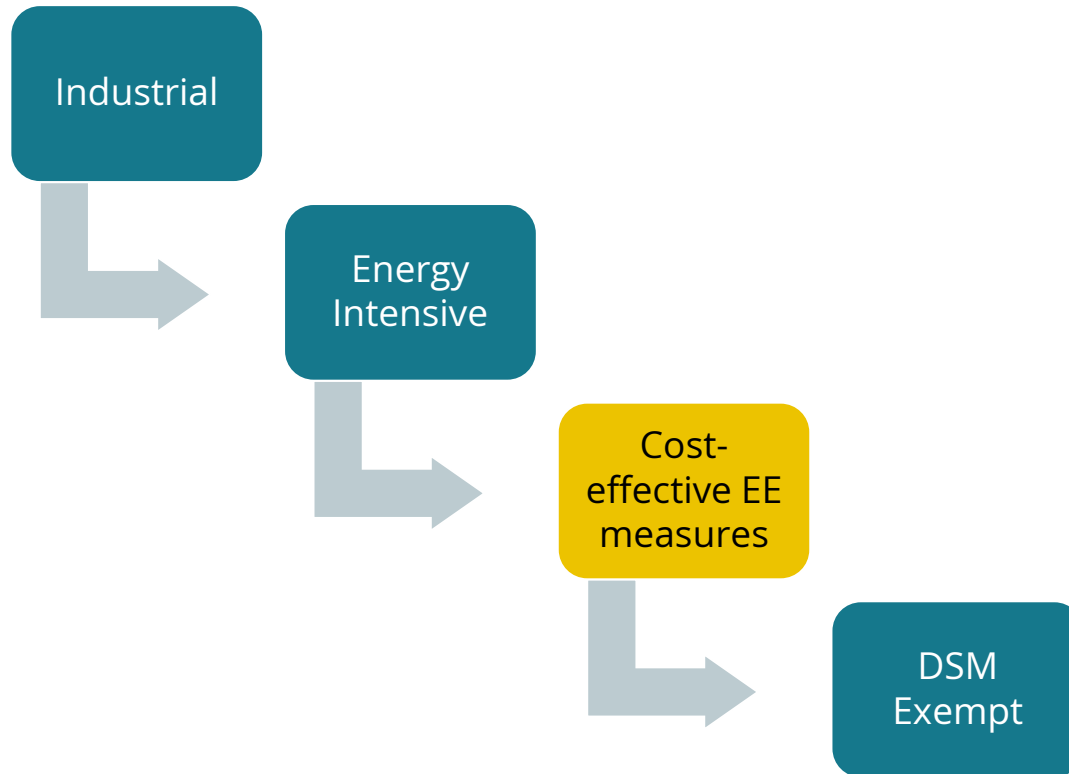 Industrial
Energy
Intensive
Cost-
effective EE
measures
DSM
Exempt